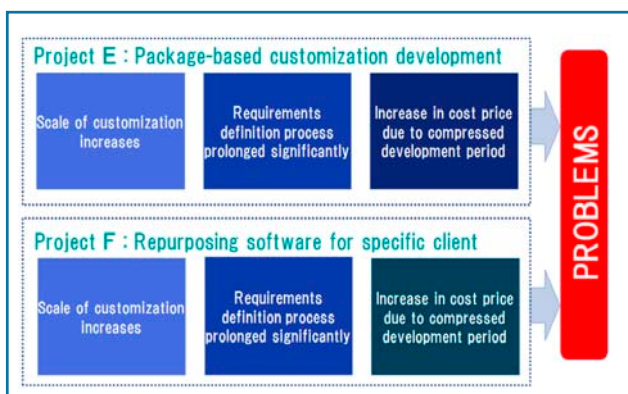 Project E : Package-based customization development
Scale of customization
increases
Requirements
definition process
prolonged significantly
Increase in cost price
due to compressed
development period
PROBLEMS
Project F : Repurposing software for specific client
Scale of customization
increases
Requirements
definition process
prolonged significantly
Increase in cost price
due to compressed
development period